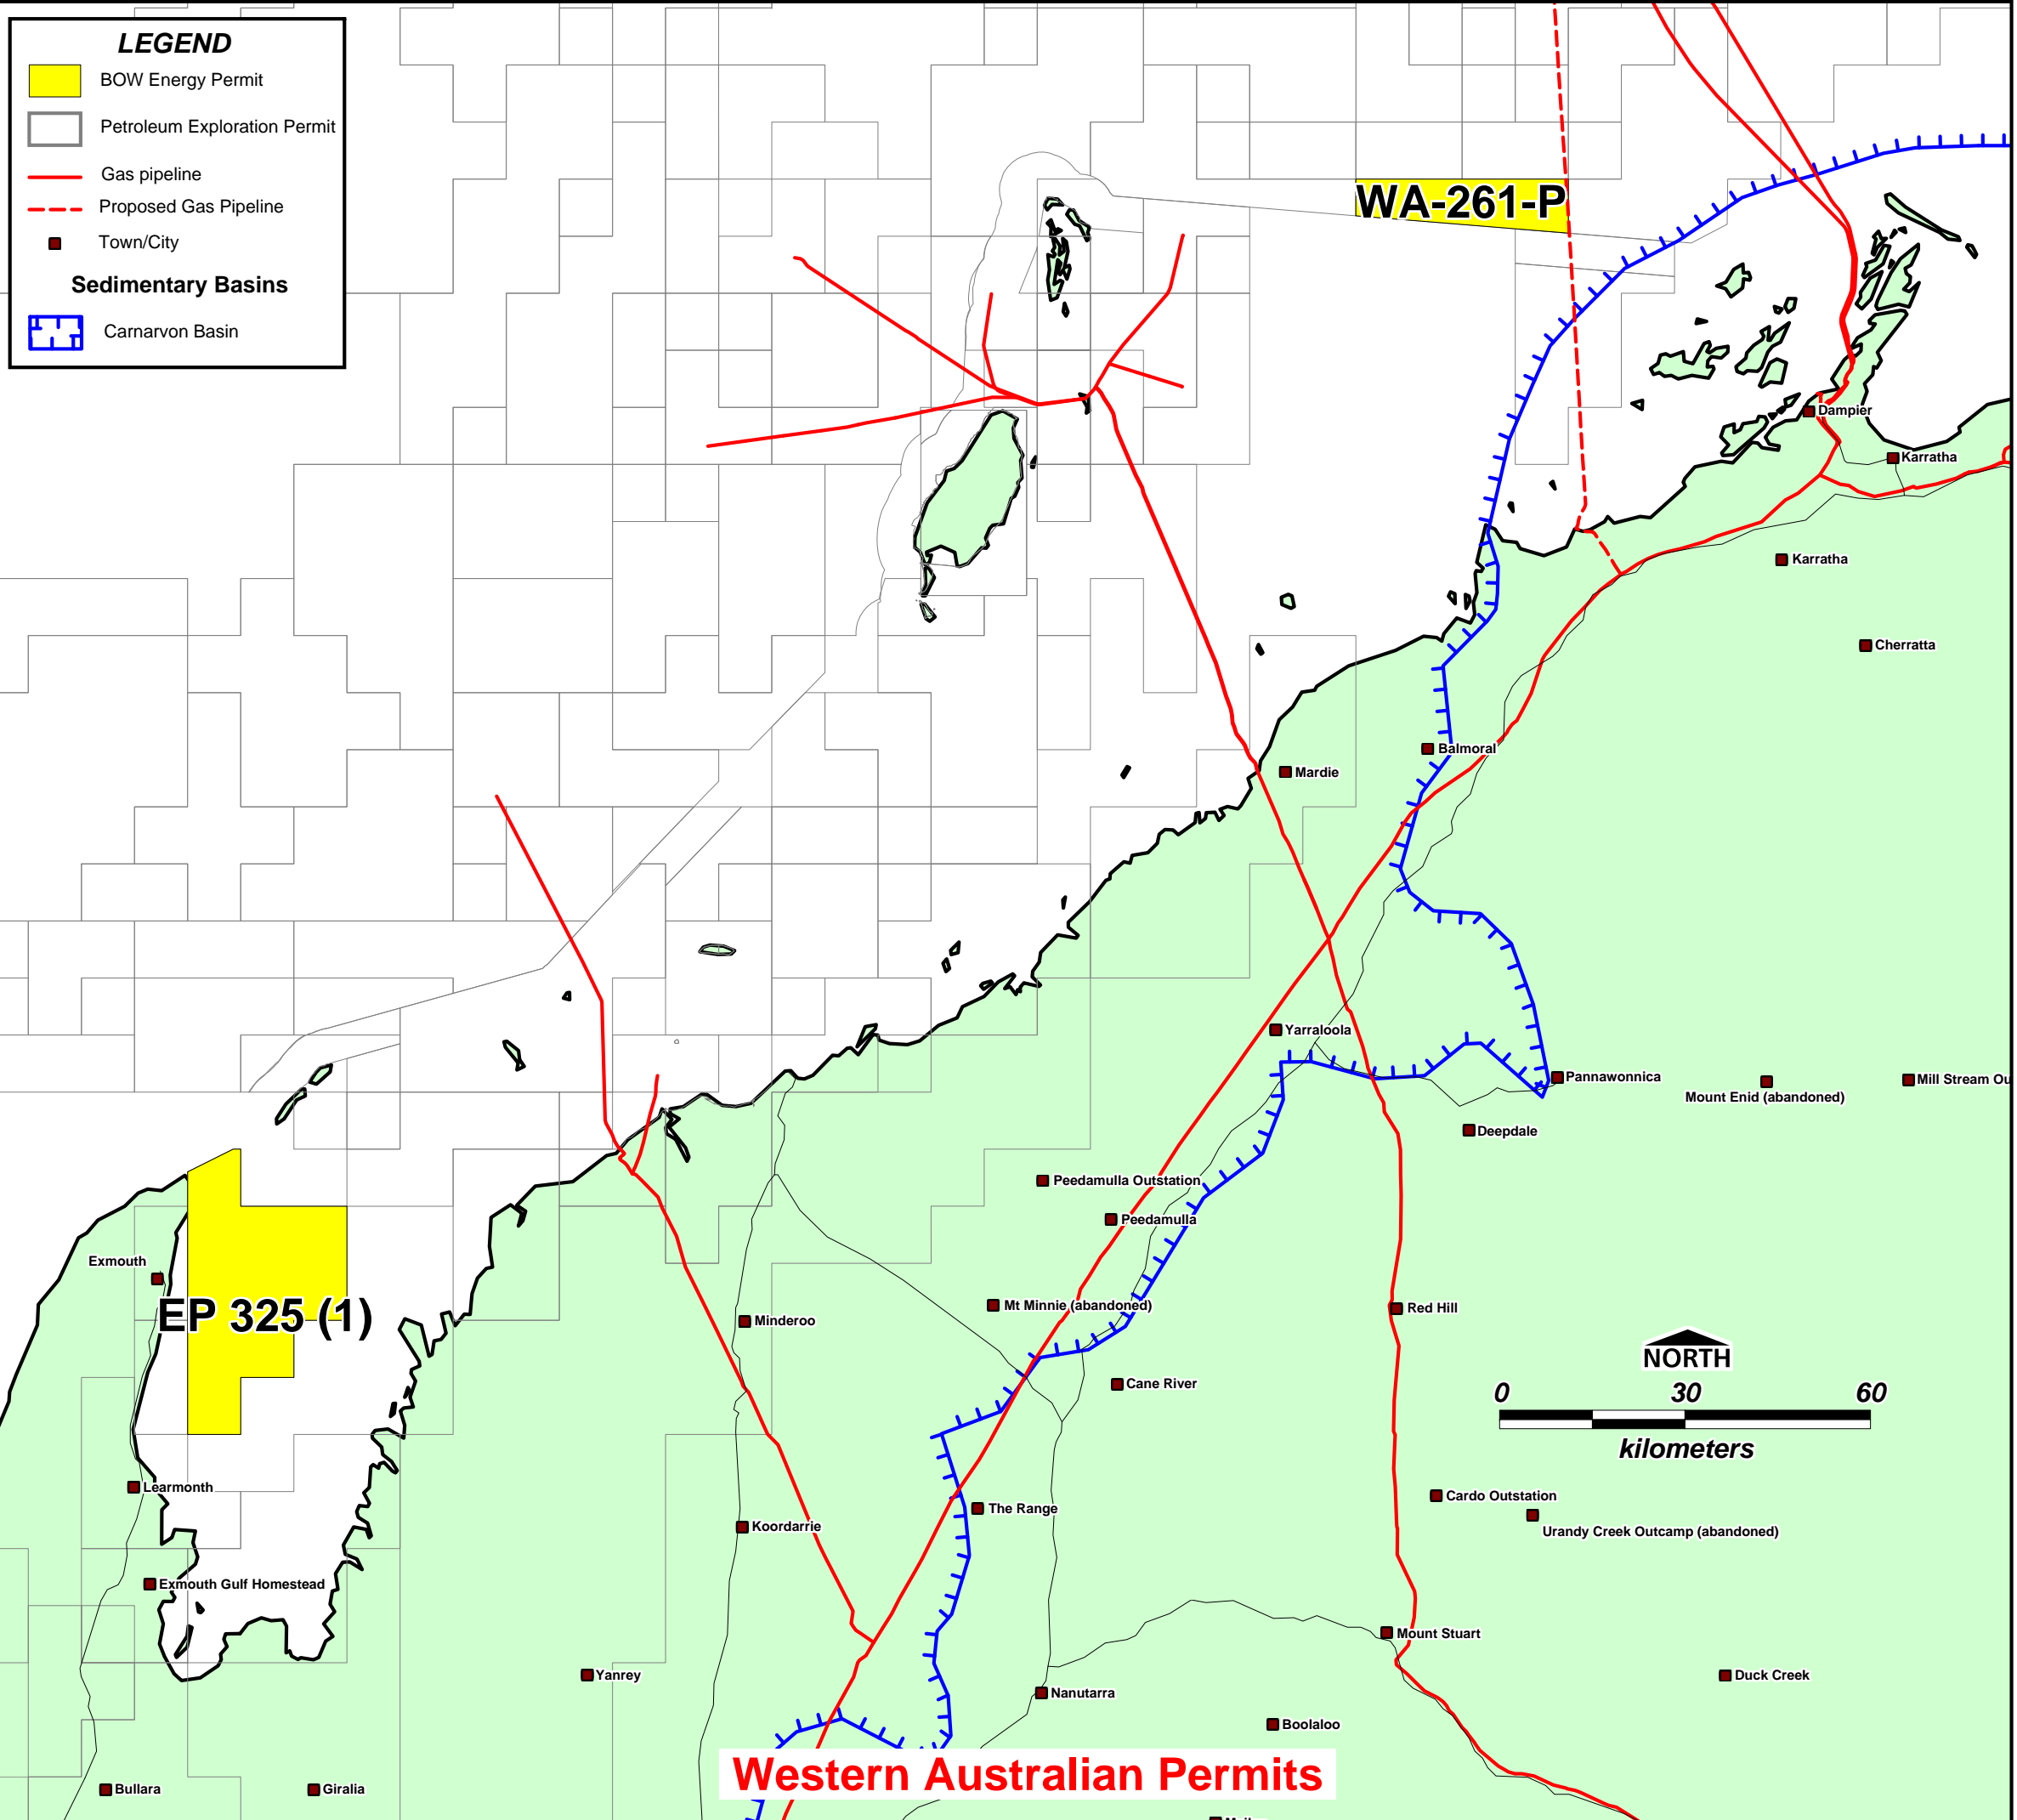 LEGEND
BOW Energy Permit
Petroleum Exploration Permit
Gas pipeline
Proposed Gas Pipeline
Town/City
Sedimentary Basins
Carnarvon Basin
WA-261-P
Dampier
Karratha
Karratha
Cherratta
Balmoral
Mardie
Yarraloola
Pannawonnica
Mount Enid (abandoned)
Mill Stream Ou
Deepdale
Peedamulla Outstation
Peedamulla
Exmouth
EP 325 (1)
Mt Minnie (abandoned)
Minderoo
Red Hill
NORTH
0 30 60
kilometers
Cane River
Learmonth
Cardo Outstation
The Range
Urandy Creek Outcamp (abandoned)
Koordarrie
Exmouth Gulf Homestead
Mount Stuart
Yanrey
Duck Creek
Nanutarra
Boolaloo
Western Australian Permits
Bullara
Giralia